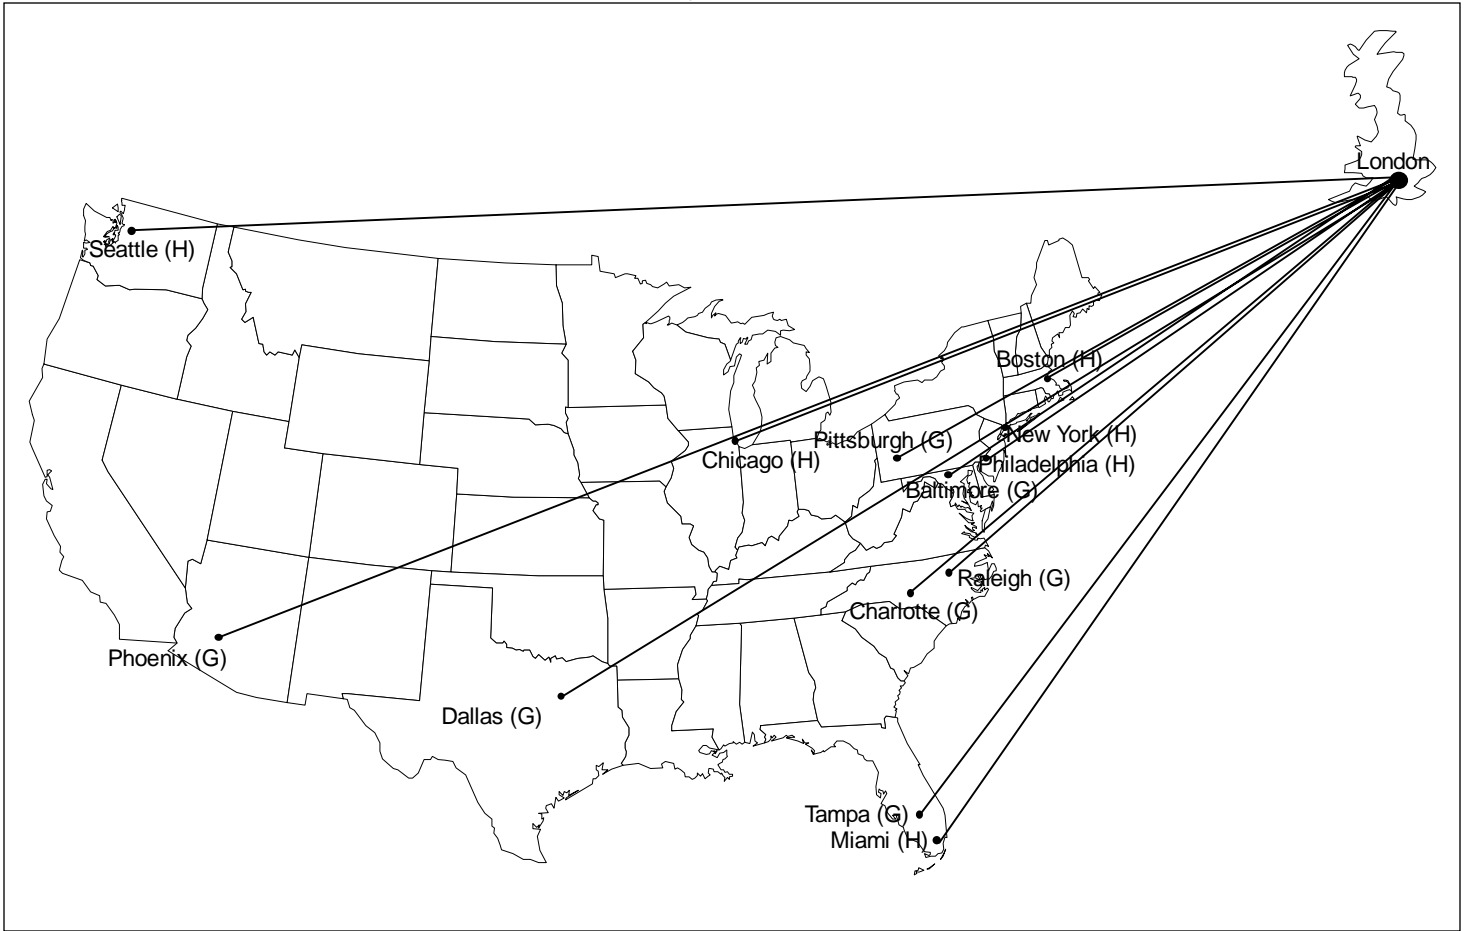 London
Seattle (H)
Boston (H)
New York (H)
Pittsburgh (G)
Chicago (H)
Philadelphia (H)
Baltimore (G)
Raleigh (G)
Charlotte (G)
Phoenix (G)
Dallas (G)
Tampa (G)
Miami (H)